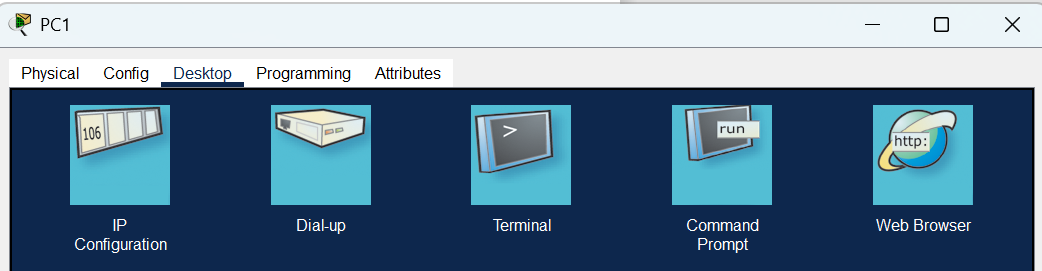 PC1
Physical Config Desktop Programming Attributes
106 > run http:
IP Configuration Dial-up Terminal Command Prompt Web Browser